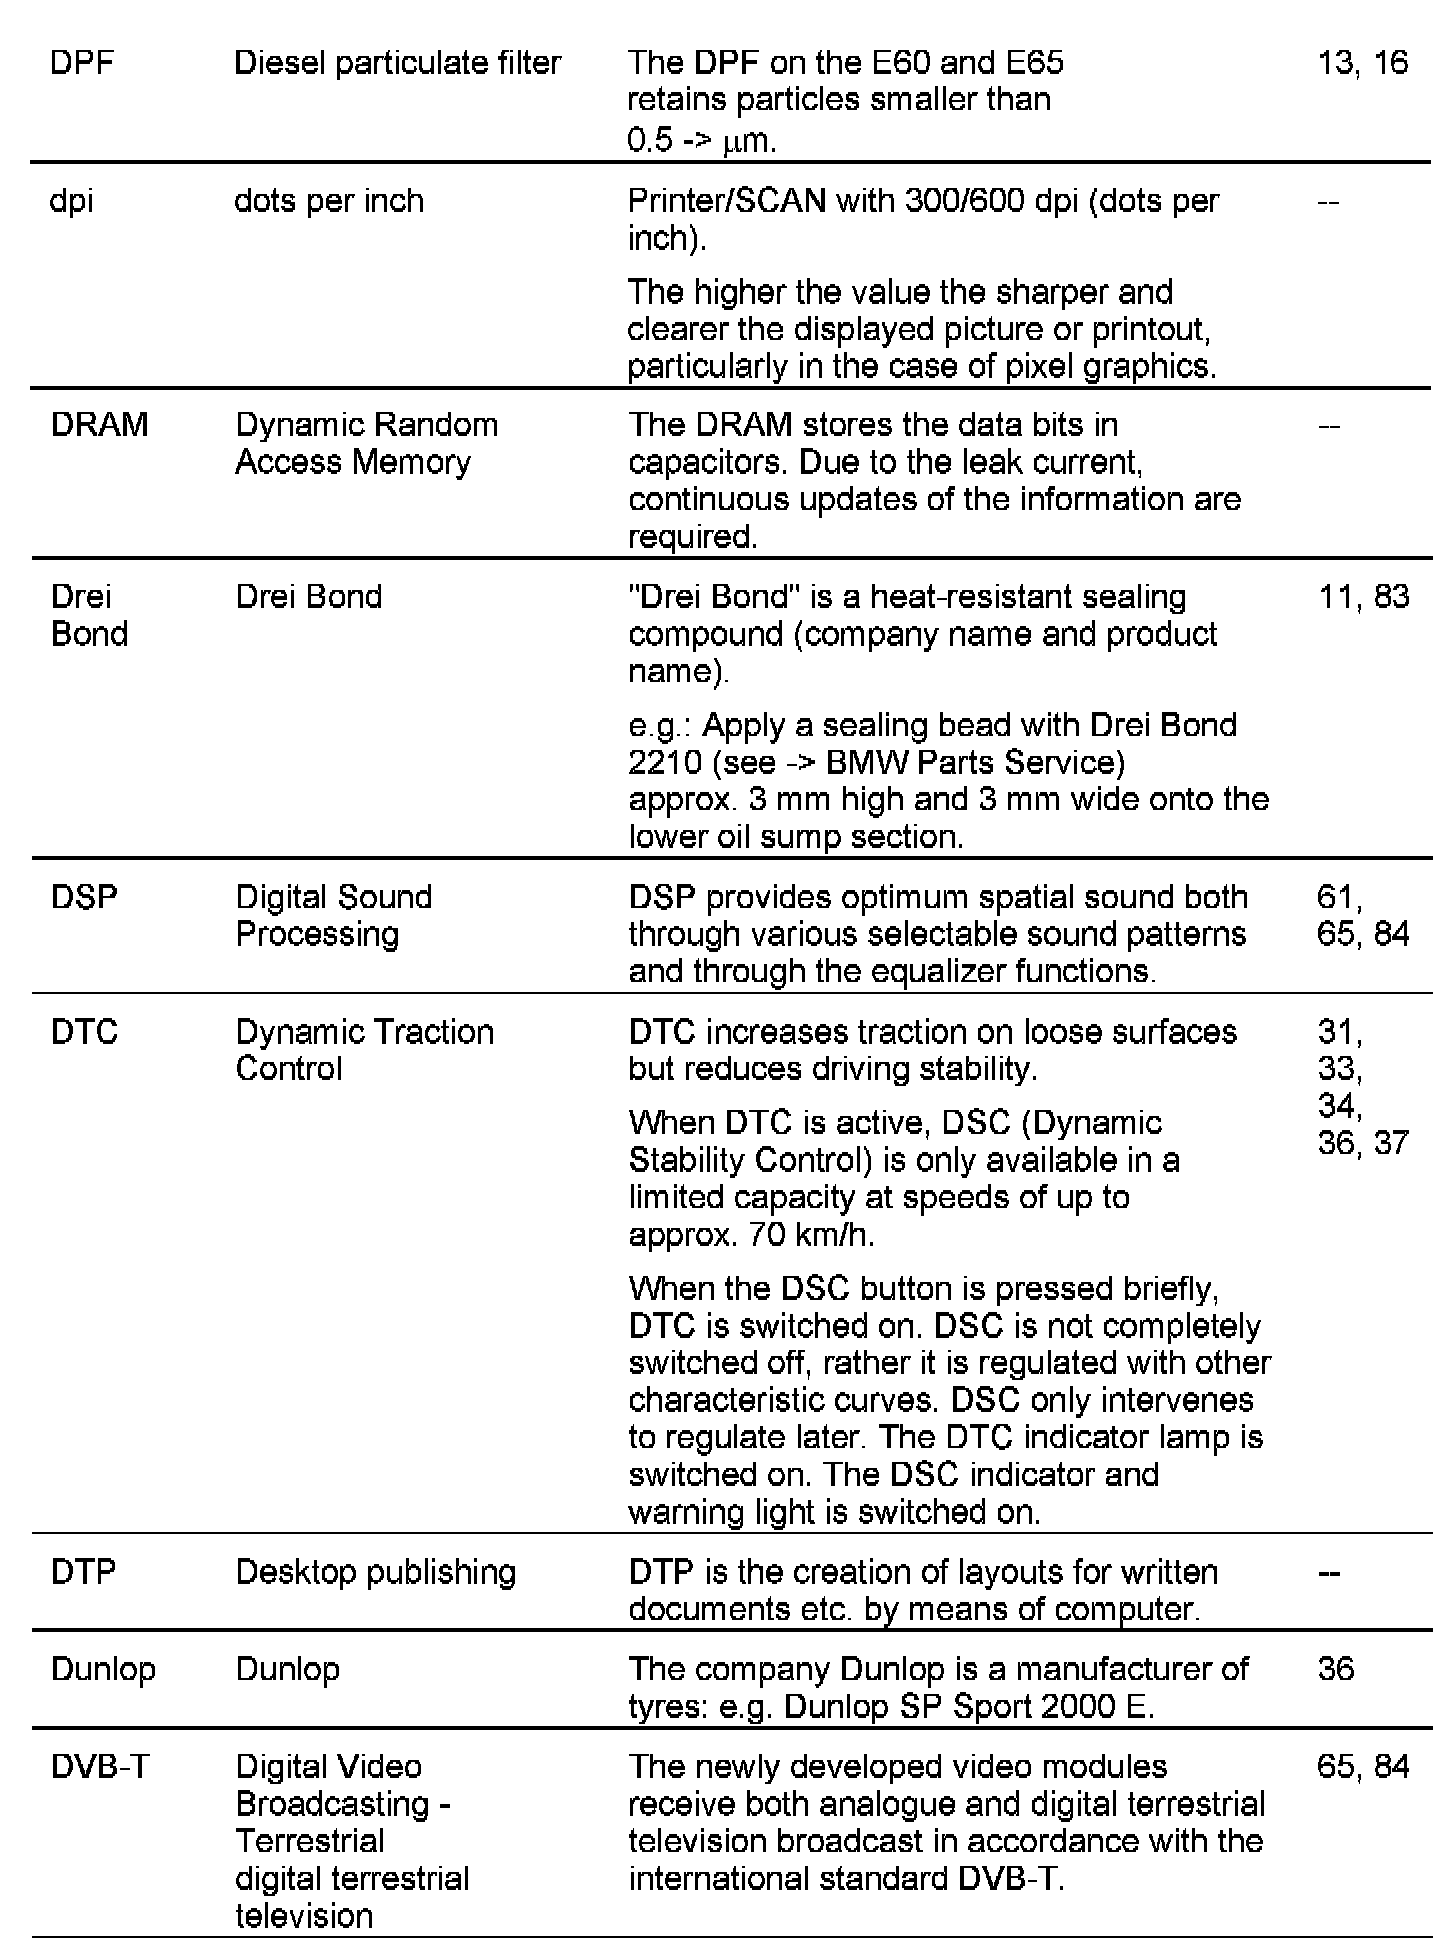 DPF Diesel particulate filter The DPF on the E60 and E65 13, 16
retains particles smaller than
0.5 -> µm.
dpi dots per inch Printer/SCAN with 300/600 dpi (dots per --
inch).
The higher the value the sharper and
clearer the displayed picture or printout,
particularly in the case of pixel graphics.
DRAM Dynamic Random The DRAM stores the data bits in --
Access Memory capacitors. Due to the leak current,
continuous updates of the information are
required.
Drei Drei Bond "Drei Bond" is a heat-resistant sealing 11, 83
Bond compound (company name and product
name).
e.g.: Apply a sealing bead with Drei Bond
2210 (see -> BMW Parts Service)
approx. 3 mm high and 3 mm wide onto the
lower oil sump section.
DSP Digital Sound DSP provides optimum spatial sound both 61,
Processing through various selectable sound patterns 65, 84
and through the equalizer functions.
DTC Dynamic Traction DTC increases traction on loose surfaces 31,
Control but reduces driving stability. 33,
When DTC is active, DSC (Dynamic 34,
Stability Control) is only available in a 36, 37
limited capacity at speeds of up to
approx. 70 km/h.
When the DSC button is pressed briefly,
DTC is switched on. DSC is not completely
switched off, rather it is regulated with other
characteristic curves. DSC only intervenes
to regulate later. The DTC indicator lamp is
switched on. The DSC indicator and
warning light is switched on.
DTP Desktop publishing DTP is the creation of layouts for written --
documents etc. by means of computer.
Dunlop Dunlop The company Dunlop is a manufacturer of 36
tyres: e.g. Dunlop SP Sport 2000 E.
DVB-T Digital Video The newly developed video modules 65, 84
Broadcasting - receive both analogue and digital terrestrial
Terrestrial television broadcast in accordance with the
digital terrestrial international standard DVB-T.
television